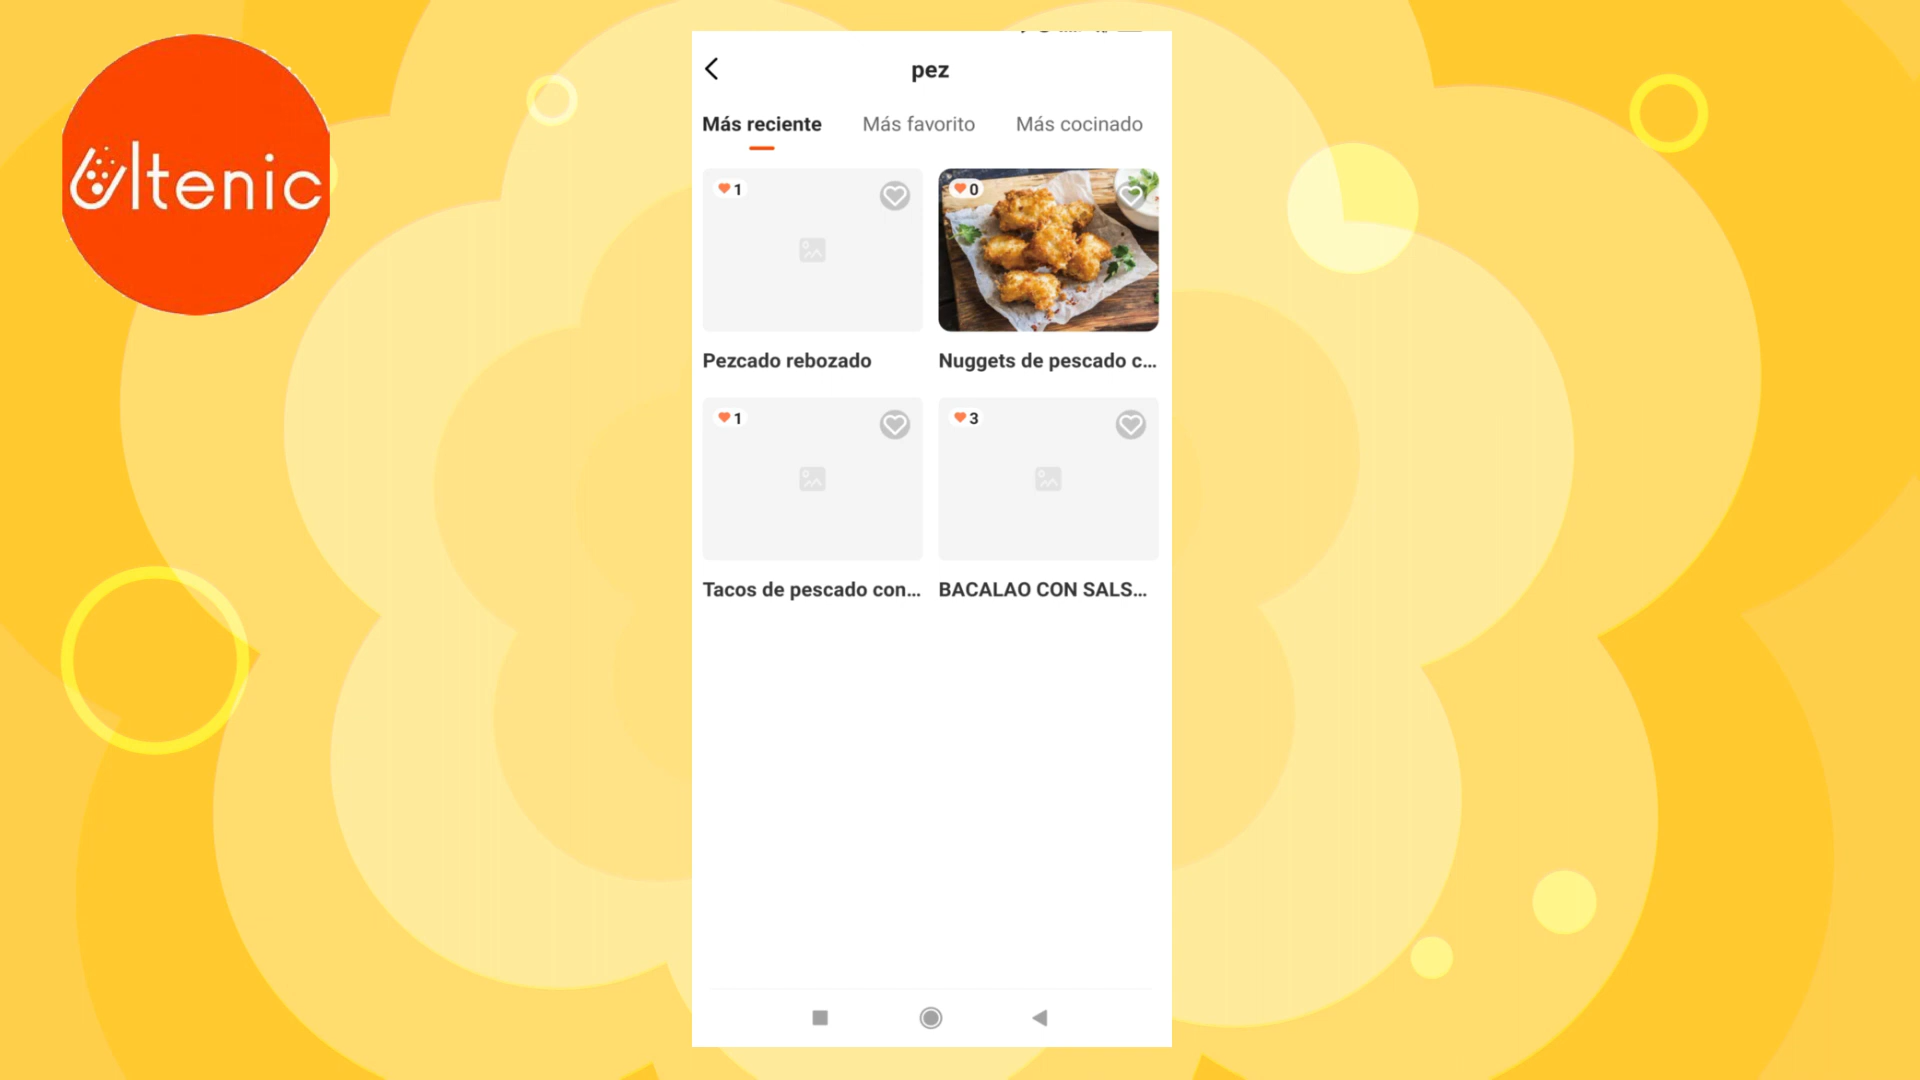 ultenic
pez
Más reciente
Más favorito
Más cocinado
1
0
Pezcado rebozado
Nuggets de pescado c...
1
3
Tacos de pescado con...
BACALAO CON SALS...